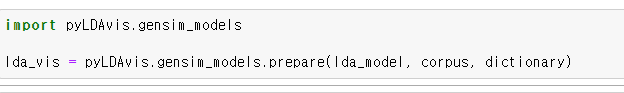 import pyLDAvis.gensim_models
lda_vis = pyLDAvis.gensim_models.prepare(lda_model, corpus, dictionary)